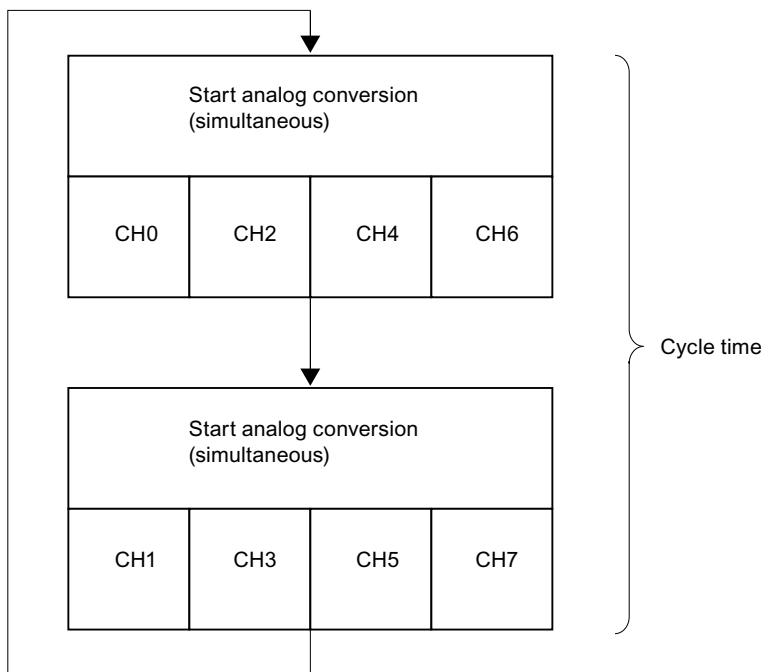 Start analog conversion
(simultaneous)
CH0 CH2 CH4 CH6
Cycle time
Start analog conversion
(simultaneous)
CH1 CH3 CH5 CH7